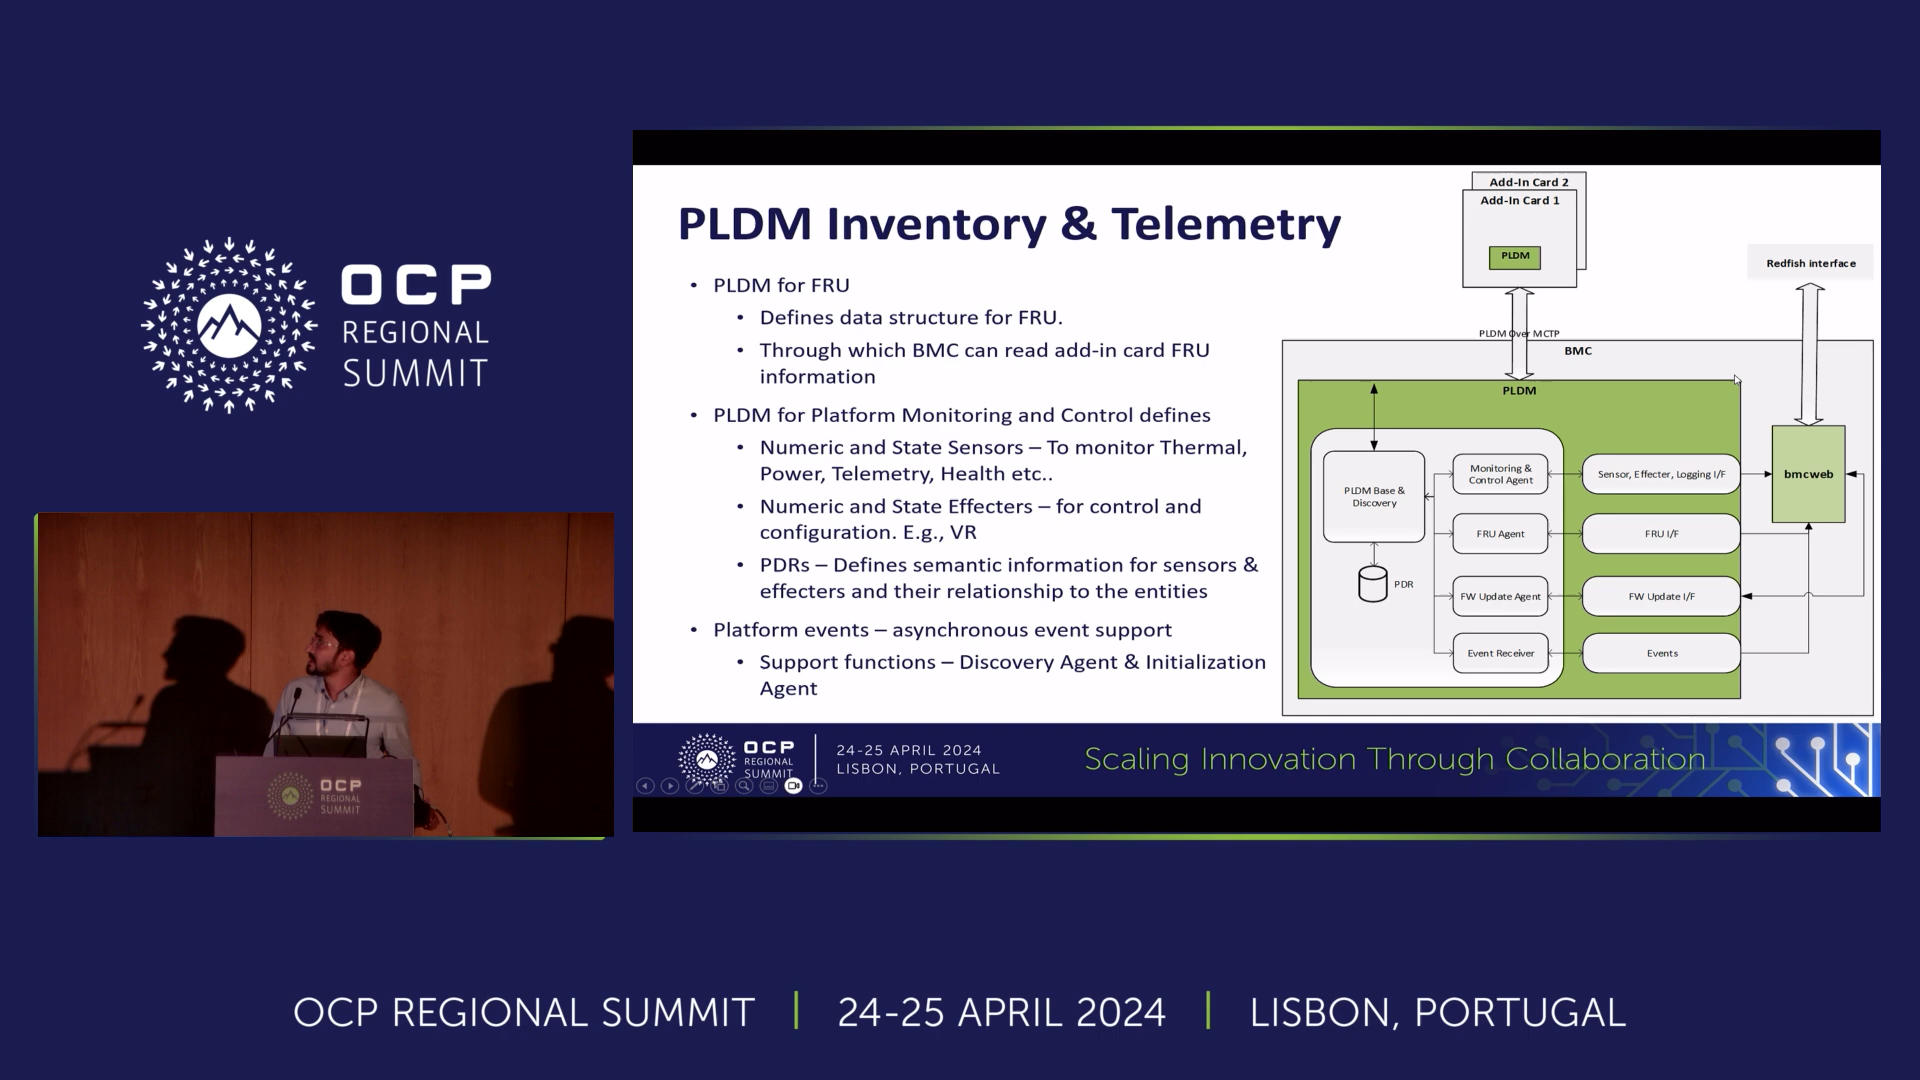 OCP
REGIONAL
SUMMIT
OCP
REGIONAL
SUMMIT
PLDM Inventory & Telemetry
• PLDM for FRU
• Defines data structure for FRU.
• Through which BMC can read add-in card FRU
information
• PLDM for Platform Monitoring and Control defines
• Numeric and State Sensors – To monitor Thermal,
Power, Telemetry, Health etc..
• Numeric and State Effecters – for control and
configuration. E.g., VR
• PDRs – Defines semantic information for sensors &
effecters and their relationship to the entities
• Platform events – asynchronous event support
• Support functions – Discovery Agent & Initialization
Agent
Add-In Card 2
Add-In Card 1
PLDM
Redfish interface
PLDM Over MCTP
BMC
PLDM
PLDM Base &
Discovery
PDR
Monitoring &
Control Agent
FRU Agent
FW Update Agent
Event Receiver
Sensor, Effecter, Logging I/F
FRU I/F
FW Update I/F
Events
bmcweb
OCP
REGIONAL
SUMMIT
24-25 APRIL 2024
LISBON, PORTUGAL
Scaling Innovation Through Collaboration
OCP REGIONAL SUMMIT | 24-25 APRIL 2024 | LISBON, PORTUGAL